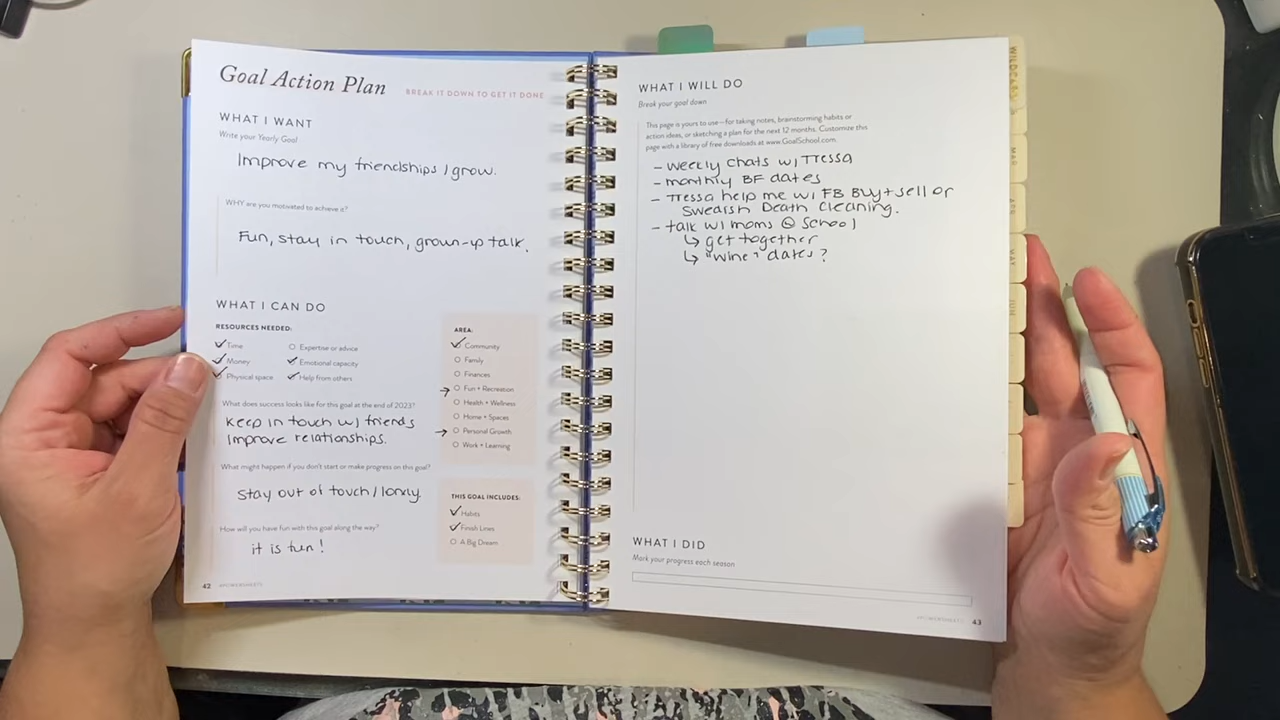 Goal Action Plan
BREAK IT DOWN TO GET IT DONE
WHAT I WANT
Write your Yearly Goal
Improve my friendships / grow.
WHY are you motivated to achieve it?
Fun, stay in touch, grown-up talk.
WHAT I CAN DO
RESOURCES NEEDED:
Time
Expertise or advice
Money
Emotional capacity
Physical space
Help from others
What does success looks like for this goal at the end of 2023?
Keep in touch w/ friends
Improve relationships.
What might happen if you don't start or make progress on this goal?
Stay out of touch / lonely.
How will you have fun with this goal along the way?
it is fun!
AREA:
Community
Family
Finances
Fun + Recreation
Health + Wellness
Home + Spaces
Personal Growth
Work + Learning
THIS GOAL INCLUDES:
Habits
Finish Lines
A Big Dream
42
#POWERSHEETS
WHAT I WILL DO
Break your goal down
This page is yours to use—for taking notes, brainstorming habits or
action ideas, or sketching a plan for the next 12 months. Customize this
page with a library of free downloads at www.GoalSchool.com.
- weekly chats w/ Tressa
- monthly BF dates
- Tressa help me w/ FB Buy + sell or
Swedish Death Cleaning.
- talk w/ moms @ School
↳ get together
↳ "wine" dates?
WHAT I DID
Mark your progress each season
#POWERSHEETS
43
WILDCARD
MAR
APR
MAY
JUN